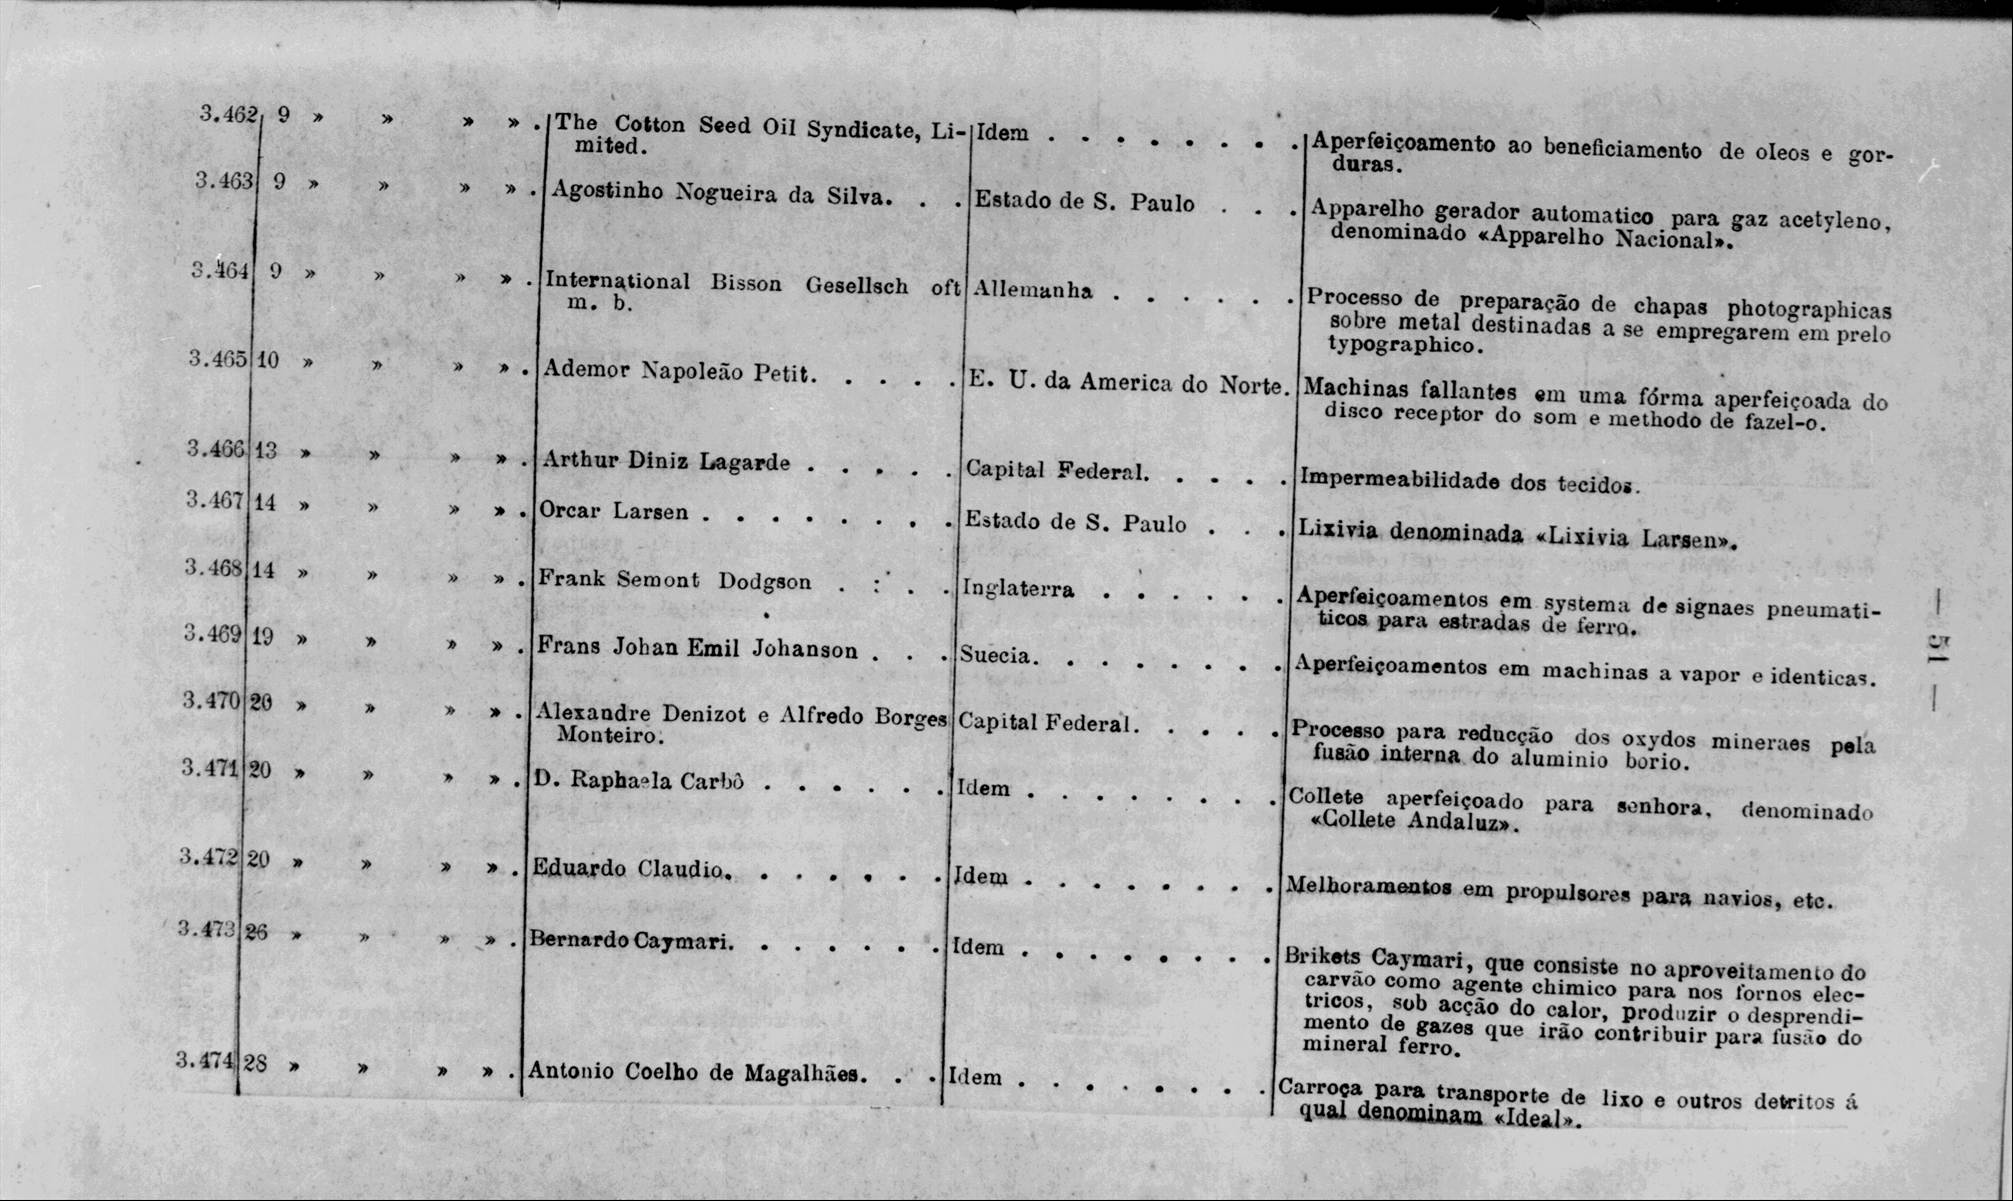 3.462 9 » » » » . The Cotton Seed Oil Syndicate, Li- Idem . . . . . . . . Aperfeiçoamento ao beneficiamento de oleos e gor-
mited. duras.
3.463 9 » » » » . Agostinho Nogueira da Silva. . . Estado de S. Paulo . . . Apparelho gerador automatico para gaz acetyleno,
denominado «Apparelho Nacional».
3.464 9 » » » » . International Bisson Gesellsch oft Allemanha . . . . . . Processo de preparação de chapas photographicas
m. b. sobre metal destinadas a se empregarem em prelo
typographico.
3.465 10 » » » » . Ademor Napoleão Petit. . . . . E. U. da America do Norte. Machinas fallantes em uma fórma aperfeiçoada do
disco receptor do som e methodo de fazel-o.
3.466 13 » » » » . Arthur Diniz Lagarde . . . . . Capital Federal. . . . . Impermeabilidade dos tecidos.
3.467 14 » » » » . Orcar Larsen . . . . . . . . Estado de S. Paulo . . . Lixivia denominada «Lixivia Larsen».
3.468 14 » » » » . Frank Semont Dodgson . : . . Inglaterra . . . . . . Aperfeiçoamentos em systema de signaes pneumati-
ticos para estradas de ferro.
3.469 19 » » » » . Frans Johan Emil Johanson . . . Suecia. . . . . . . . Aperfeiçoamentos em machinas a vapor e identicas.
3.470 20 » » » » . Alexandre Denizot e Alfredo Borges Capital Federal. . . . . Processo para reducção dos oxydos mineraes pela
Monteiro. fusão interna do aluminio borio.
3.471 20 » » » » . D. Raphaela Carbô . . . . . . Idem . . . . . . . . Collete aperfeiçoado para senhora, denominado
«Collete Andaluz».
3.472 20 » » » » . Eduardo Claudio. . . . . . . Idem . . . . . . . . Melhoramentos em propulsores para navios, etc.
3.473 26 » » » » . Bernardo Caymari. . . . . . . Idem . . . . . . . . Brikets Caymari, que consiste no aproveitamento do
carvão como agente chimico para nos fornos elec-
tricos, sob acção do calor, produzir o desprendi-
mento de gazes que irão contribuir para fusão do
mineral ferro.
3.474 28 » » » » . Antonio Coelho de Magalhães. . . Idem . . . . . . . . Carroça para transporte de lixo e outros detritos á
qual denominam «Ideal».
— 51 —